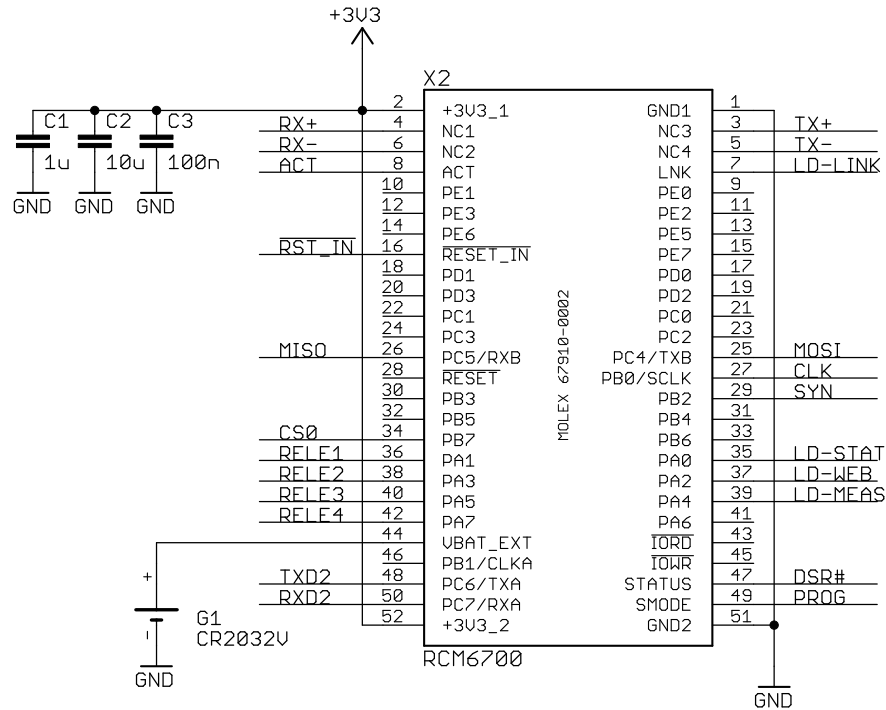 +3V3
X2
2 +3V3_1 GND1 1
C1 C2 C3
1u 10u 100n
GND GND GND
RX+ 4 NC1 NC3 3 TX+
RX- 6 NC2 NC4 5 TX-
ACT 8 ACT LNK 7 LD-LINK
10 PE1 PE0 9
12 PE3 PE2 11
14 PE6 PE5 13
RST_IN 16 RESET_IN PE7 15
18 PD1 PD0 17
20 PD3 PD2 19
22 PC1 PC0 21
24 PC3 PC2 23
MISO 26 PC5/RXB PC4/TXB 25 MOSI
28 RESET PB0/SCLK 27 CLK
30 PB3 PB2 29 SYN
32 PB5 PB4 31
CS0 34 PB7 PB6 33
RELE1 36 PA1 PA0 35 LD-STAT
RELE2 38 PA3 PA2 37 LD-WEB
RELE3 40 PA5 PA4 39 LD-MEAS
RELE4 42 PA7 PA6 41
44 VBAT_EXT IORD 43
46 PB1/CLKA IOWR 45
TXD2 48 PC6/TXA STATUS 47 DSR#
RXD2 50 PC7/RXA SMODE 49 PROG
52 +3V3_2 GND2 51
MOLEX 67910-0002
RCM6700
+
-
G1
CR2032V
GND
GND